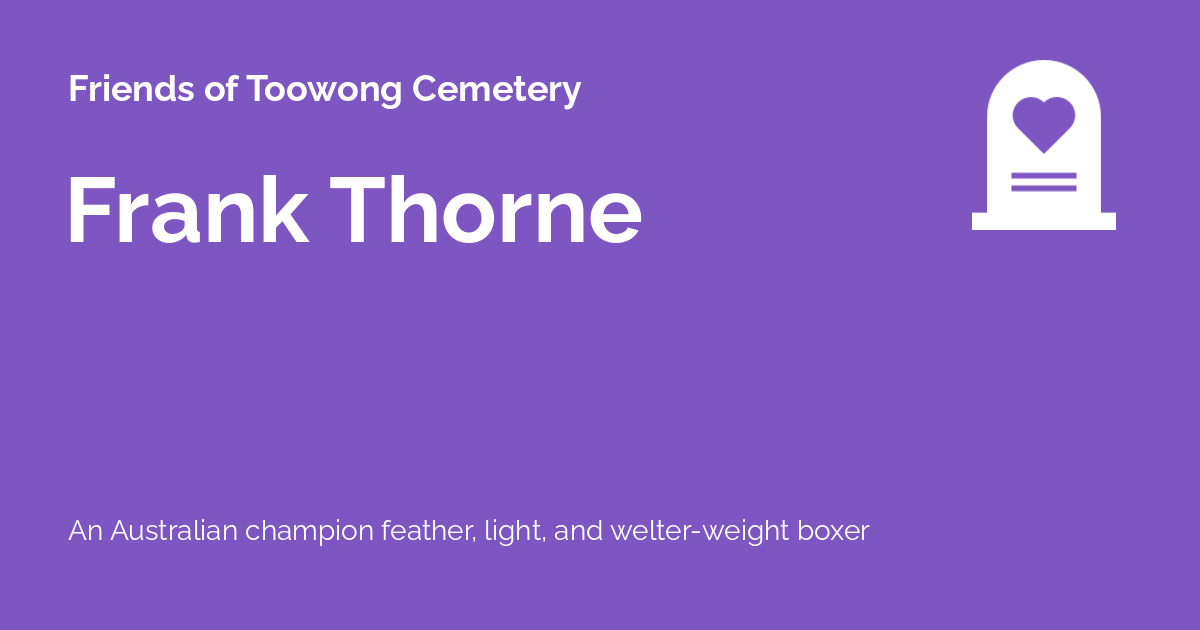 Friends of Toowong Cemetery
Frank Thorne
An Australian champion feather, light, and welter-weight boxer